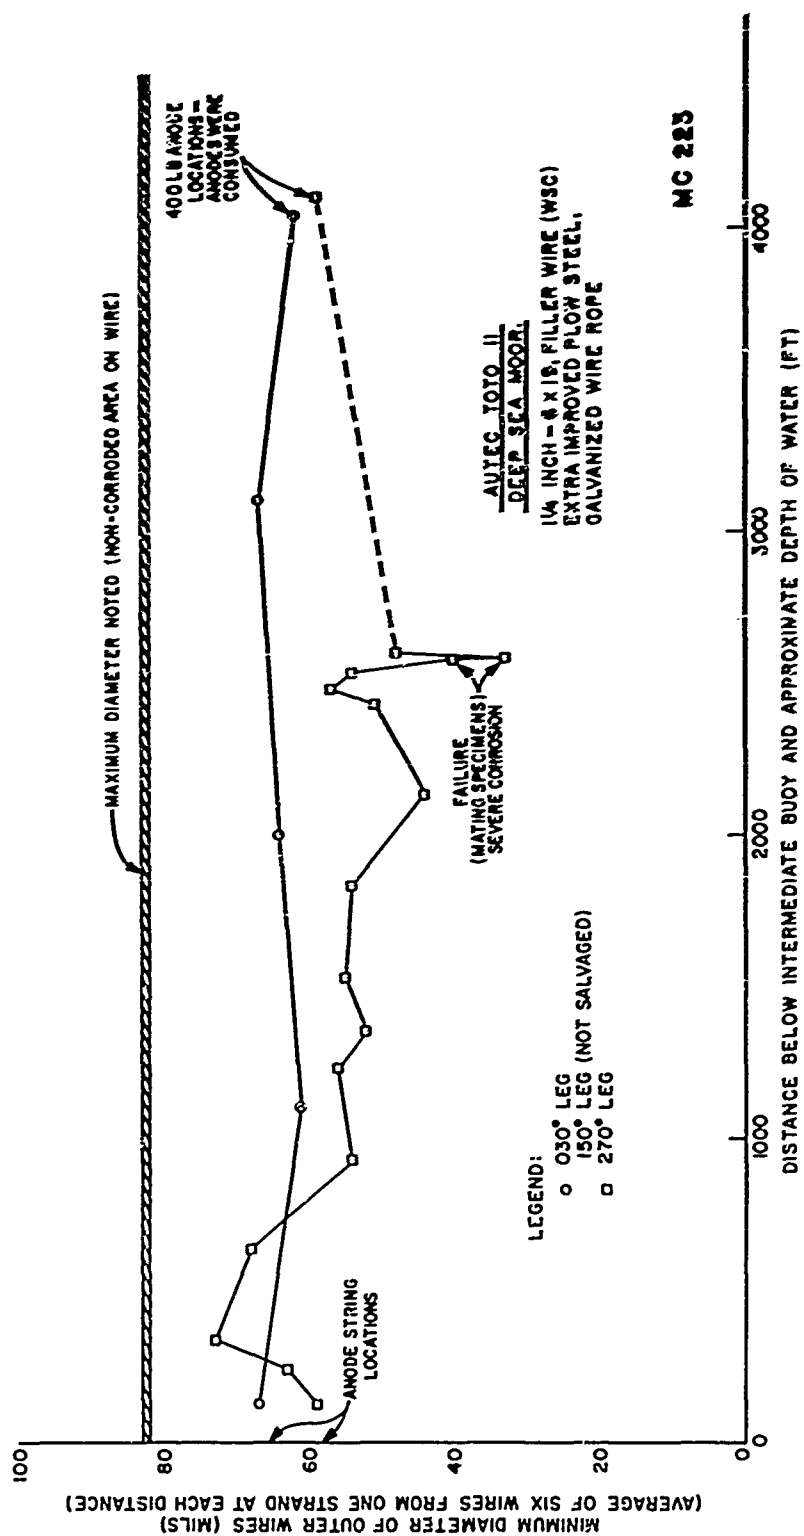 MAXIMUM DIAMETER NOTED (NON-CORRODED AREA ON WIRE)
400 LB ANODE
LOCATIONS-
ANODES WERE
CONSUMED
ANODE STRING
LOCATIONS
FAILURE
(MATING SPECIMENS)
SEVERE CORROSION
AUTEC TOTO II
DEEP SEA MOOR.
1 1/4 INCH - 6 X 19, FILLER WIRE (WSC)
EXTRA IMPROVED PLOW STEEL,
GALVANIZED WIRE ROPE
MC 223
LEGEND:
030° LEG
150° LEG (NOT SALVAGED)
270° LEG
100
80
60
40
20
0
MINIMUM DIAMETER OF OUTER WIRES (MILS)
(AVERAGE OF SIX WIRES FROM ONE STRAND AT EACH DISTANCE)
0
1000
2000
3000
4000
DISTANCE BELOW INTERMEDIATE BUOY AND APPROXIMATE DEPTH OF WATER (FT)